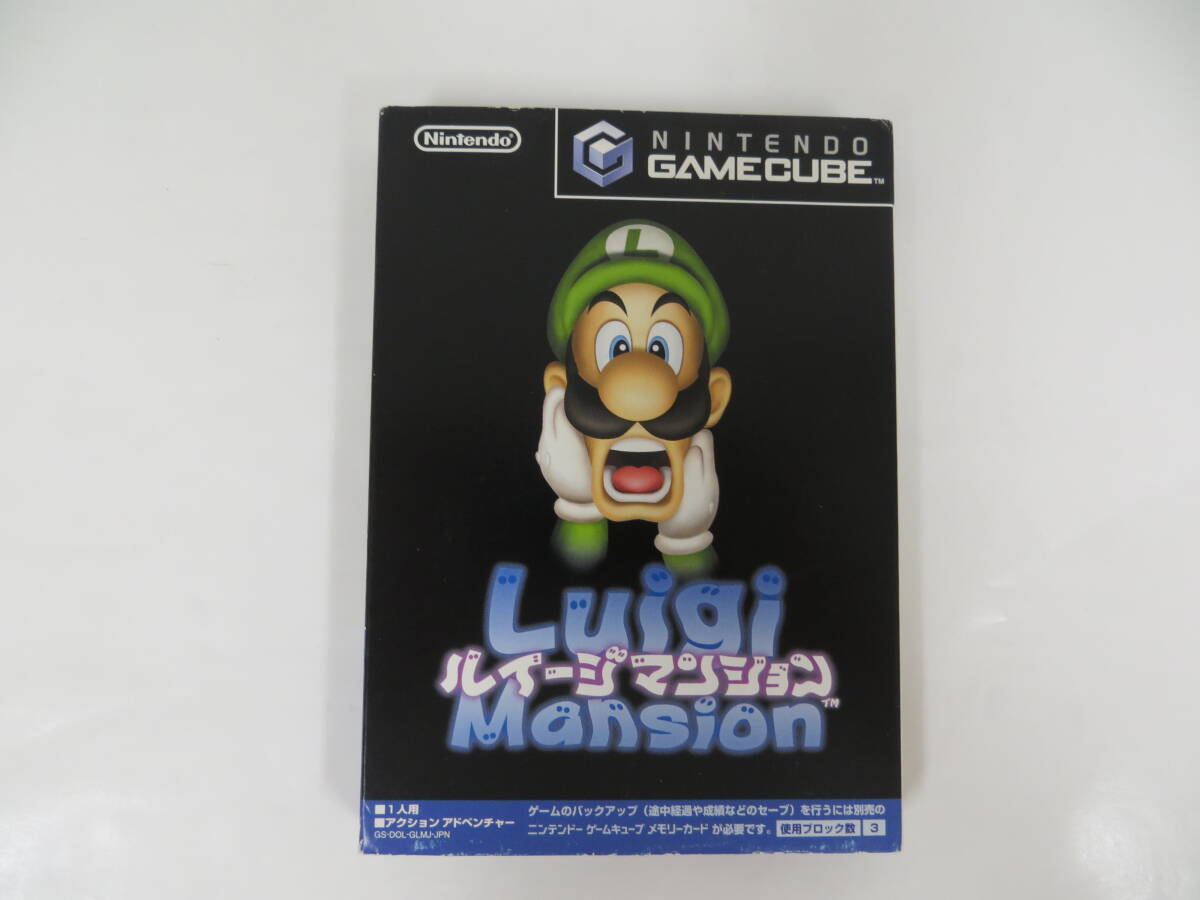 Nintendo®
NINTENDO
GAMECUBE™
L
Luigi
ルイージマンション
Mansion™
■1人用
■アクション アドベンチャー
GS-DOL-GLMJ-JPN
ゲームのバックアップ（途中経過や成績などのセーブ）を行うには別売の
ニンテンドー ゲームキューブ メモリーカード が必要です。 使用ブロック数 3